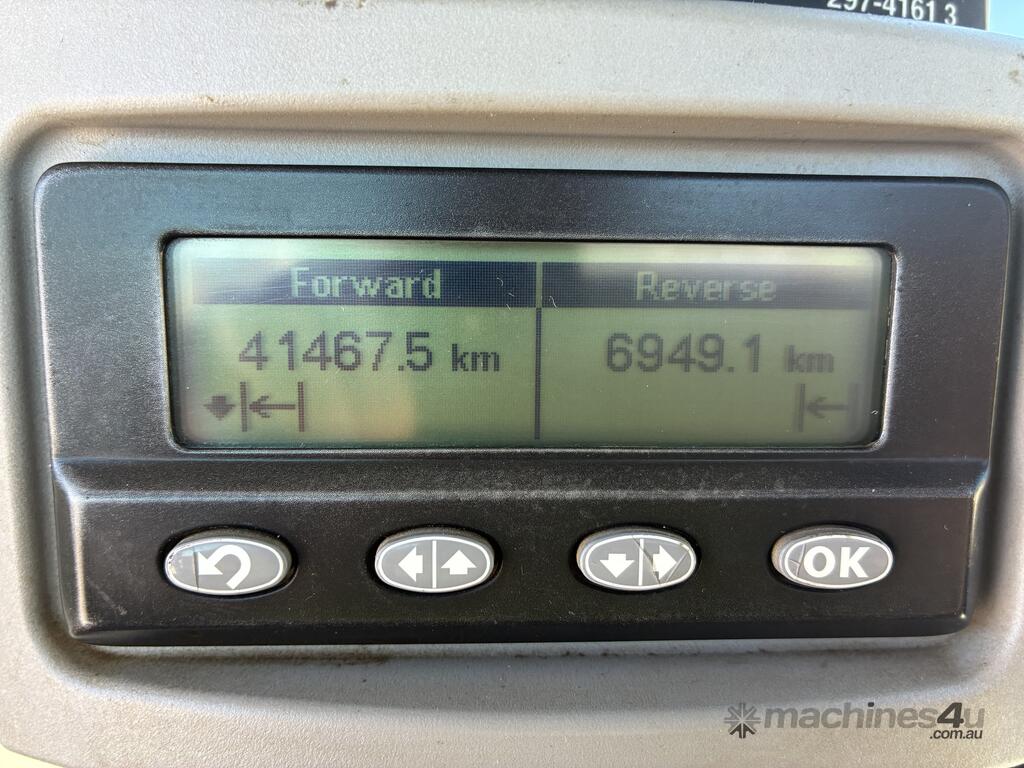 297-4161 3
Forward Reverse
41467.5 km 6949.1 km
OK
machines4u
.com.au